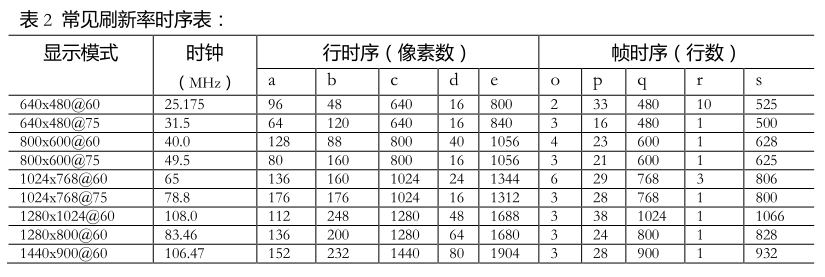 表 2 常见刷新率时序表：
显示模式 时钟 行时序（像素数） 帧时序（行数）
（MHz） a b c d e o p q r s
640x480@60 25.175 96 48 640 16 800 2 33 480 10 525
640x480@75 31.5 64 120 640 16 840 3 16 480 1 500
800x600@60 40.0 128 88 800 40 1056 4 23 600 1 628
800x600@75 49.5 80 160 800 16 1056 3 21 600 1 625
1024x768@60 65 136 160 1024 24 1344 6 29 768 3 806
1024x768@75 78.8 176 176 1024 16 1312 3 28 768 1 800
1280x1024@60 108.0 112 248 1280 48 1688 3 38 1024 1 1066
1280x800@60 83.46 136 200 1280 64 1680 3 24 800 1 828
1440x900@60 106.47 152 232 1440 80 1904 3 28 900 1 932